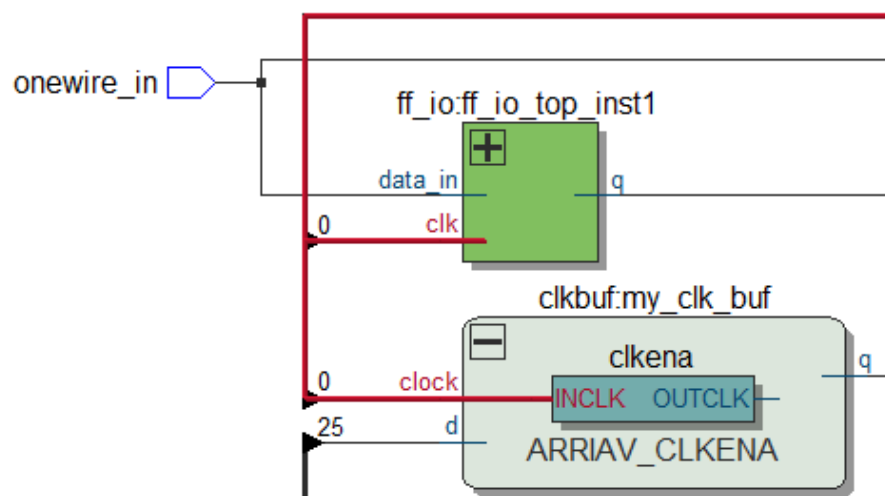 onewire_in
ff_io:ff_io_top_inst1
data_in
q
0
clk
clkbuf:my_clk_buf
clkena
q
0
clock
INCLK
OUTCLK
25
d
ARRIAV_CLKENA